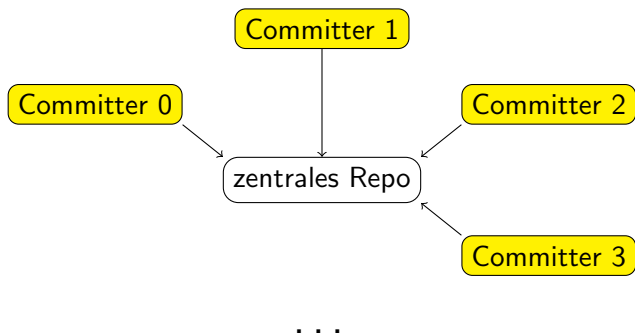 Committer 1
Committer 0
Committer 2
zentrales Repo
Committer 3
...